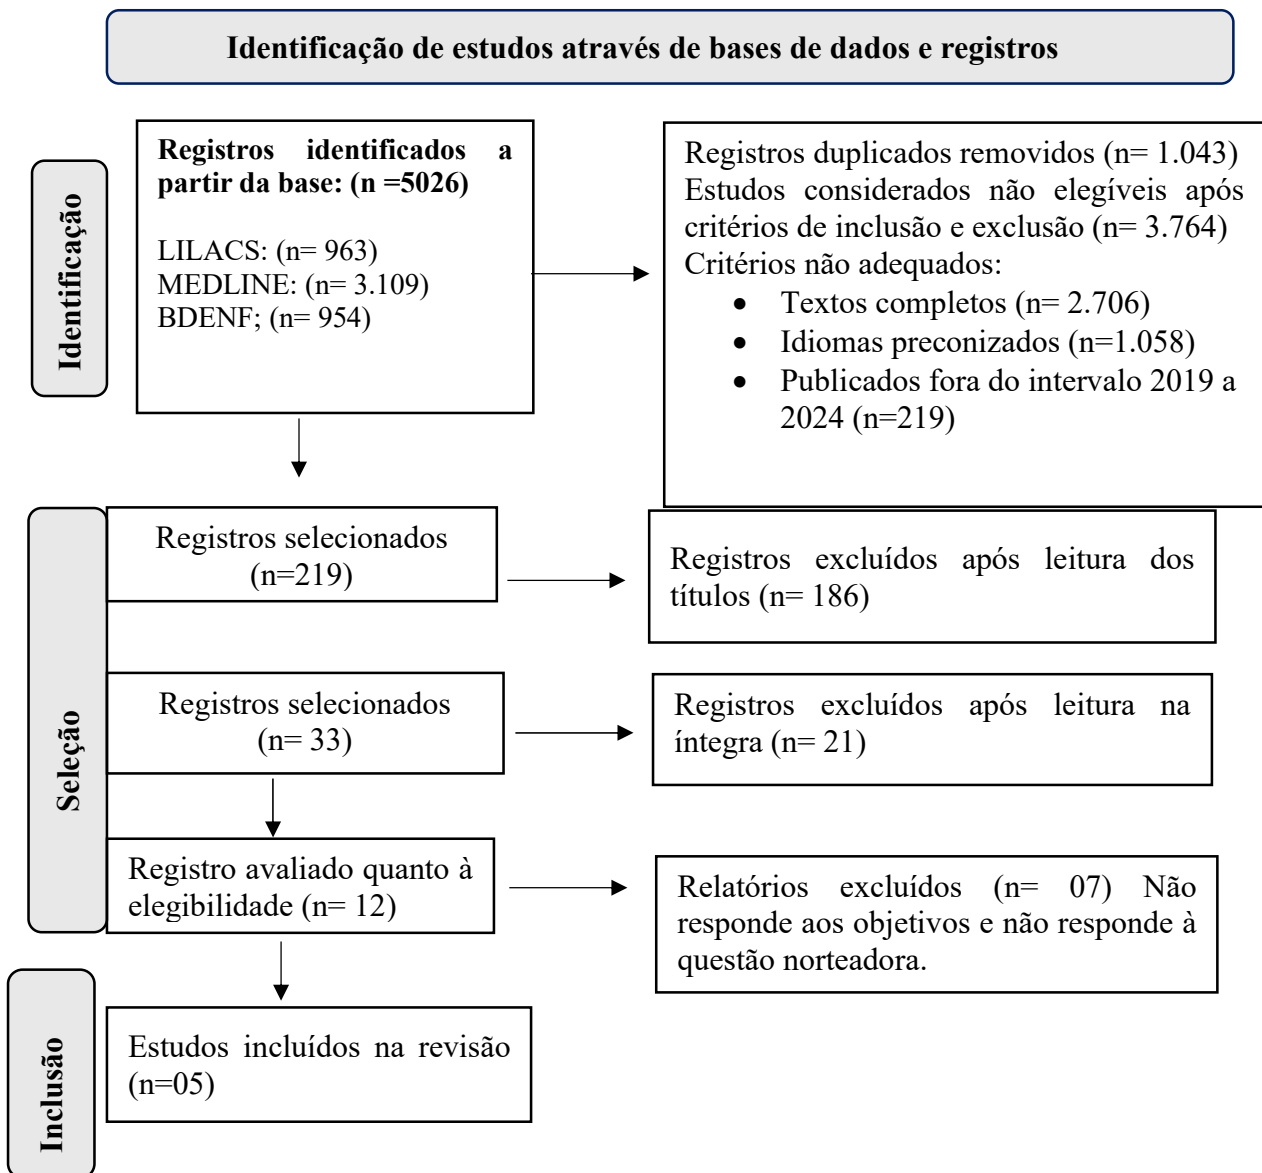 Identificação de estudos através de bases de dados e registros
Identificação
Registros identificados a
partir da base: (n =5026)
LILACS: (n= 963)
MEDLINE: (n= 3.109)
BDENF; (n= 954)
Registros duplicados removidos (n= 1.043)
Estudos considerados não elegíveis após
critérios de inclusão e exclusão (n= 3.764)
Critérios não adequados:
• Textos completos (n= 2.706)
• Idiomas preconizados (n=1.058)
• Publicados fora do intervalo 2019 a
2024 (n=219)
Seleção
Registros selecionados
(n=219)
Registros excluídos após leitura dos
títulos (n= 186)
Registros selecionados
(n= 33)
Registros excluídos após leitura na
íntegra (n= 21)
Registro avaliado quanto à
elegibilidade (n= 12)
Relatórios excluídos (n= 07) Não
responde aos objetivos e não responde à
questão norteadora.
Inclusão
Estudos incluídos na revisão
(n=05)